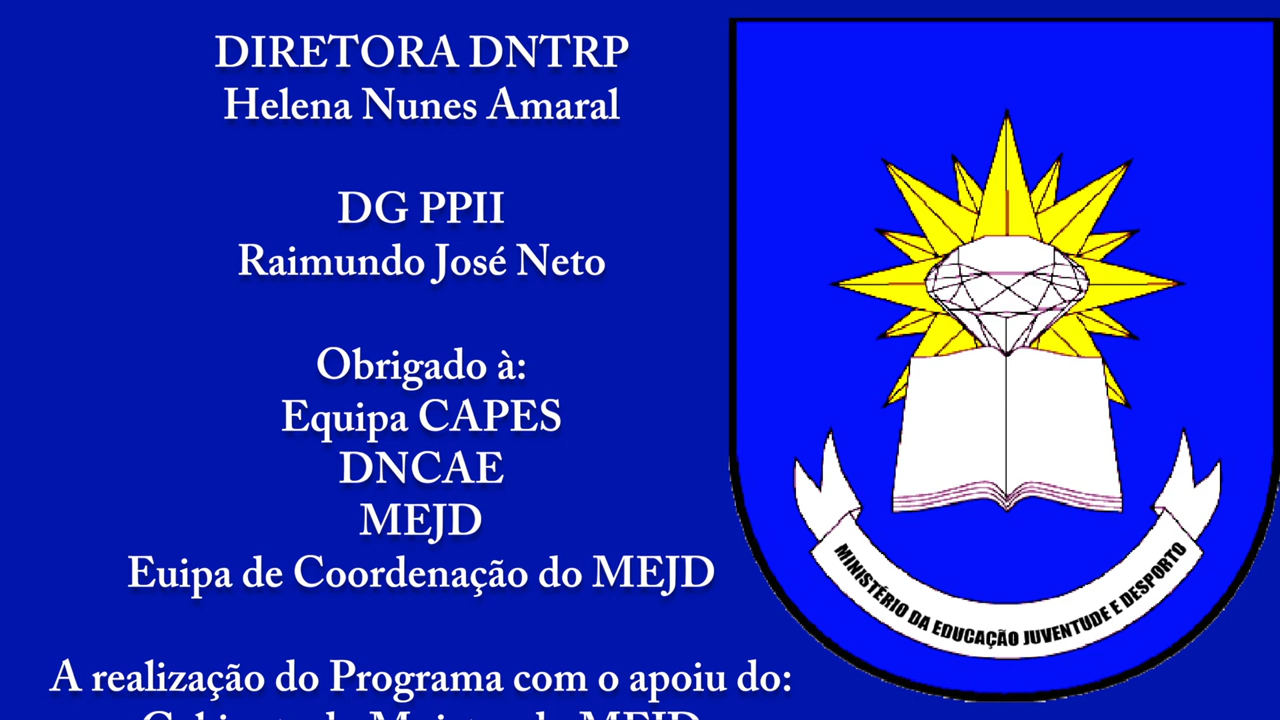 DIRETORA DNTRP
Helena Nunes Amaral
DG PPII
Raimundo José Neto
Obrigado à:
Equipa CAPES
DNCAE
MEJD
Euipa de Coordenação do MEJD
A realização do Programa com o apoiu do:
MEJD
MINISTÉRIO DA EDUCAÇÃO JUVENTUDE E DESPORTO